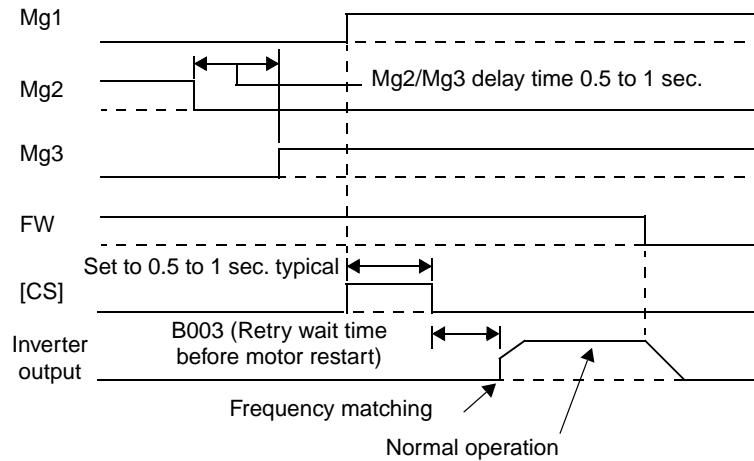 Mg1
Mg2
Mg2/Mg3 delay time 0.5 to 1 sec.
Mg3
FW
Set to 0.5 to 1 sec. typical
[CS]
B003 (Retry wait time
before motor restart)
Inverter
output
Frequency matching
Normal operation